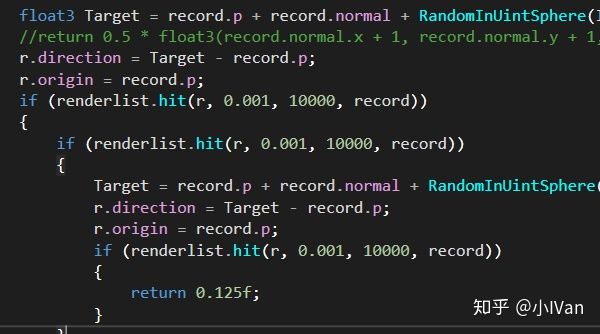 float3 Target = record.p + record.normal + RandomInUintSphere(
//return 0.5 * float3(record.normal.x + 1, record.normal.y + 1,
r.direction = Target - record.p;
r.origin = record.p;
if (renderlist.hit(r, 0.001, 10000, record))
{
if (renderlist.hit(r, 0.001, 10000, record))
{
Target = record.p + record.normal + RandomInUintSphere(
r.direction = Target - record.p;
r.origin = record.p;
if (renderlist.hit(r, 0.001, 10000, record))
{
return 0.125f;
}
}
知乎 @小IVan